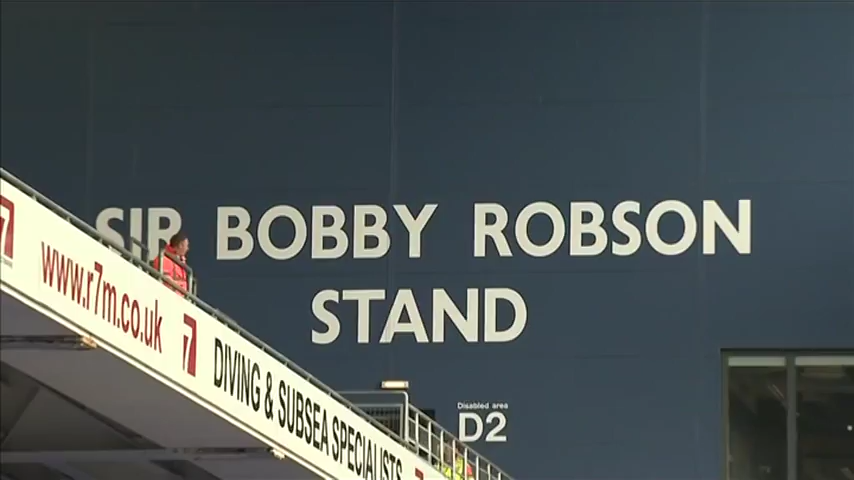 SIR BOBBY ROBSON
STAND
www.r7m.co.uk
DIVING & SUBSEA SPECIALISTS
Disabled area
D2